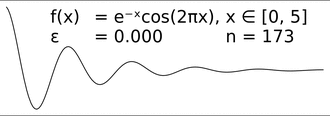 f(x) = e⁻ˣcos(2πx), x ∈ [0, 5]
ε = 0.000 n = 173